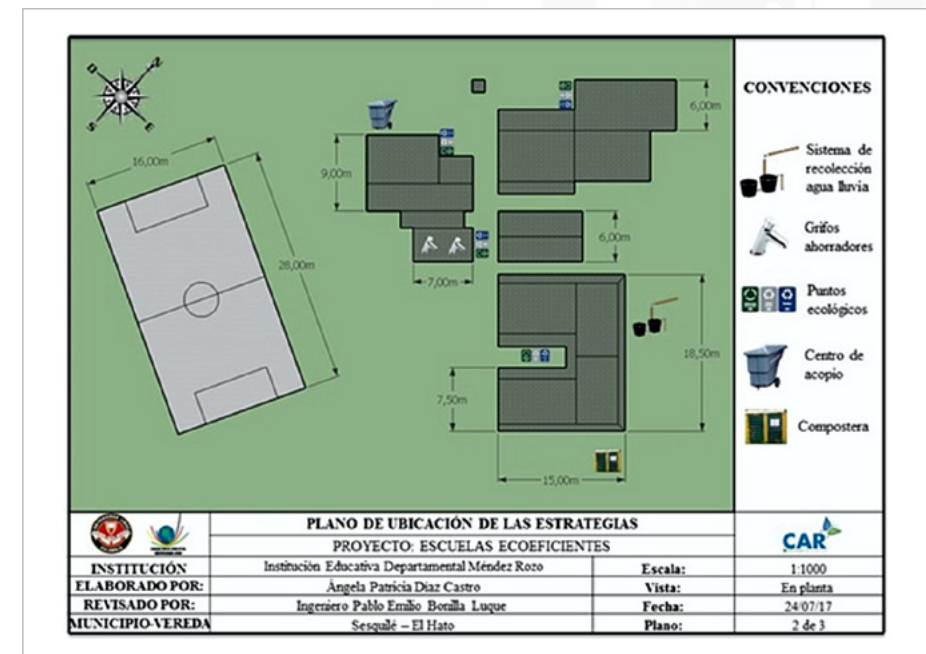 CONVENCIONES
Sistema de
recolección
agua lluvia
Grifos
ahorradores
Puntos
ecológicos
Centro de
acopio
Compostera
16,00m
28,00m
9,00m
7,00m
6,00m
6,00m
18,50m
7,50m
15,00m
PLANO DE UBICACIÓN DE LAS ESTRATEGIAS
PROYECTO: ESCUELAS ECOEFICIENTES
CAR
INSTITUCIÓN
Institución Educativa Departamental Méndez Rozo
Escala:
1:1000
ELABORADO POR:
Ángela Patricia Díaz Castro
Vista:
En planta
REVISADO POR:
Ingeniero Pablo Emilio Bonilla Luque
Fecha:
24/07/17
MUNICIPIO-VEREDA
Sesquilé – El Hato
Plano:
2 de 3